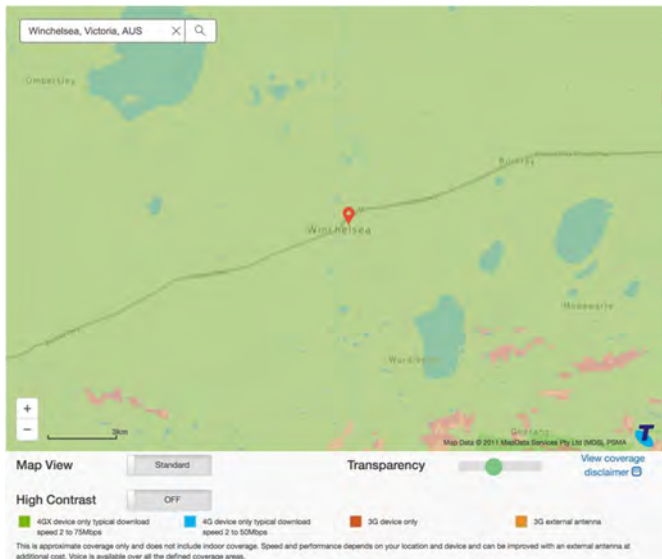 Winchelsea, Victoria, AUS
Ombersley
Buckley
Winchelsea
Modewarre
Wurdiboluc
Gherang
+
−
3km
Map Data © 2011 MapData Services Pty Ltd (MDS), PSMA
Map View
Standard
Transparency
View coverage
disclaimer
High Contrast
OFF
4GX device only typical download
speed 2 to 75Mbps
4G device only typical download
speed 2 to 50Mbps
3G device only
3G external antenna
This is approximate coverage only and does not include indoor coverage. Speed and performance depends on your location and device and can be improved with an external antenna at
additional cost. Voice is available over all the defined coverage areas.